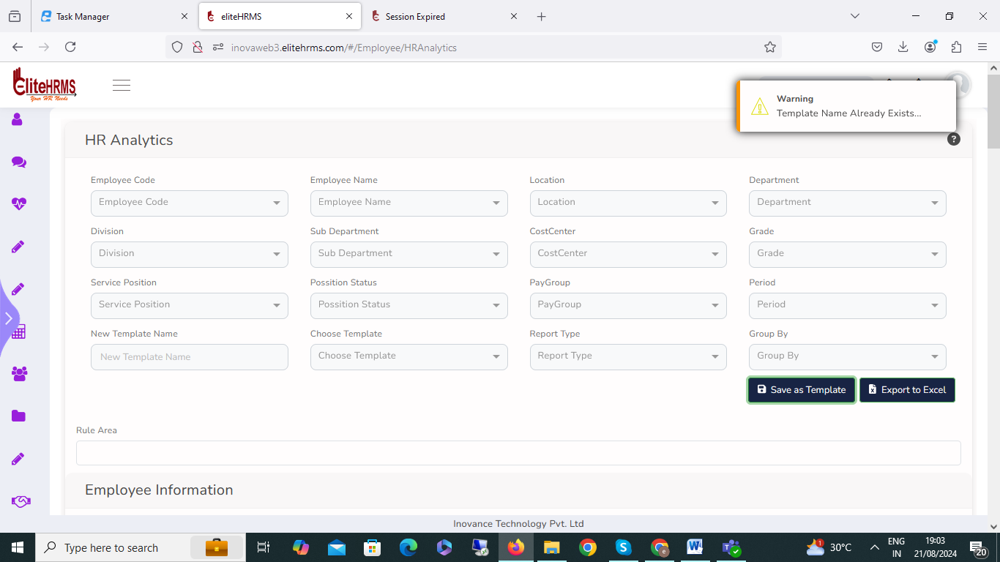 Task Manager
eliteHRMS
Session Expired
inovaweb3.elitehrms.com/#/Employee/HRAnalytics
EliteHRMS
Your HR Needs
Warning
Template Name Already Exists...
HR Analytics
?
Employee Code Employee Name Location Department
Employee Code Employee Name Location Department
Division Sub Department CostCenter Grade
Division Sub Department CostCenter Grade
Service Position Possition Status PayGroup Period
Service Position Possition Status PayGroup Period
New Template Name Choose Template Report Type Group By
New Template Name Choose Template Report Type Group By
Save as Template Export to Excel
Rule Area
Employee Information
Inovance Technology Pvt. Ltd
Type here to search
1
30°C
ENG
IN
19:03
21/08/2024
20